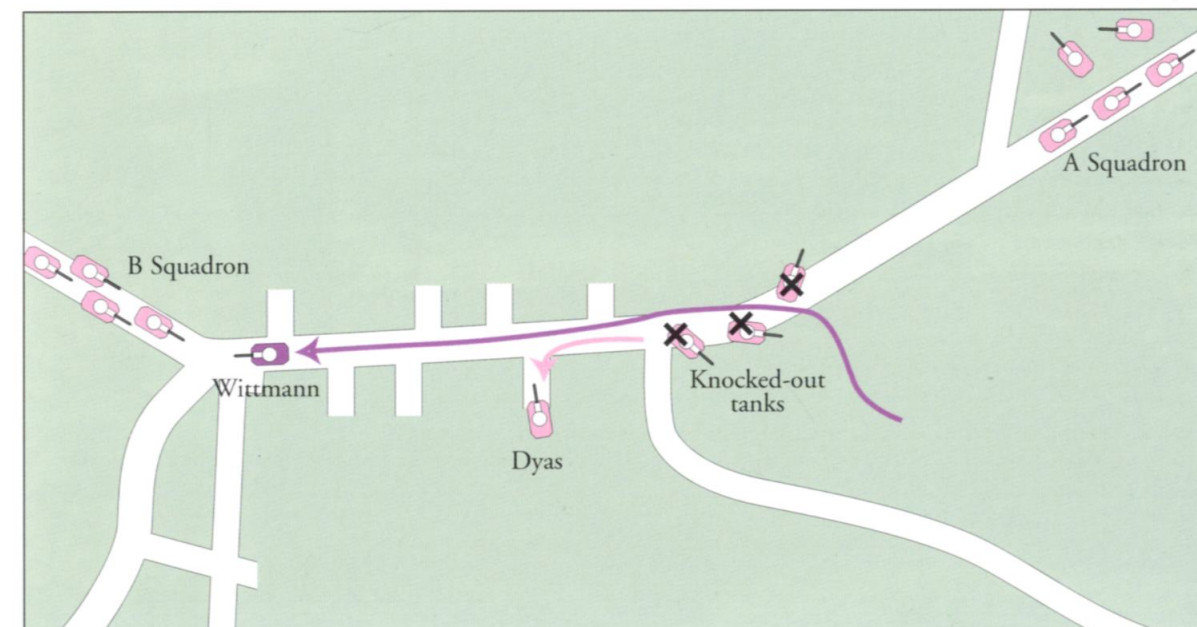 A Squadron
B Squadron
Wittmann
Knocked-out
tanks
Dyas